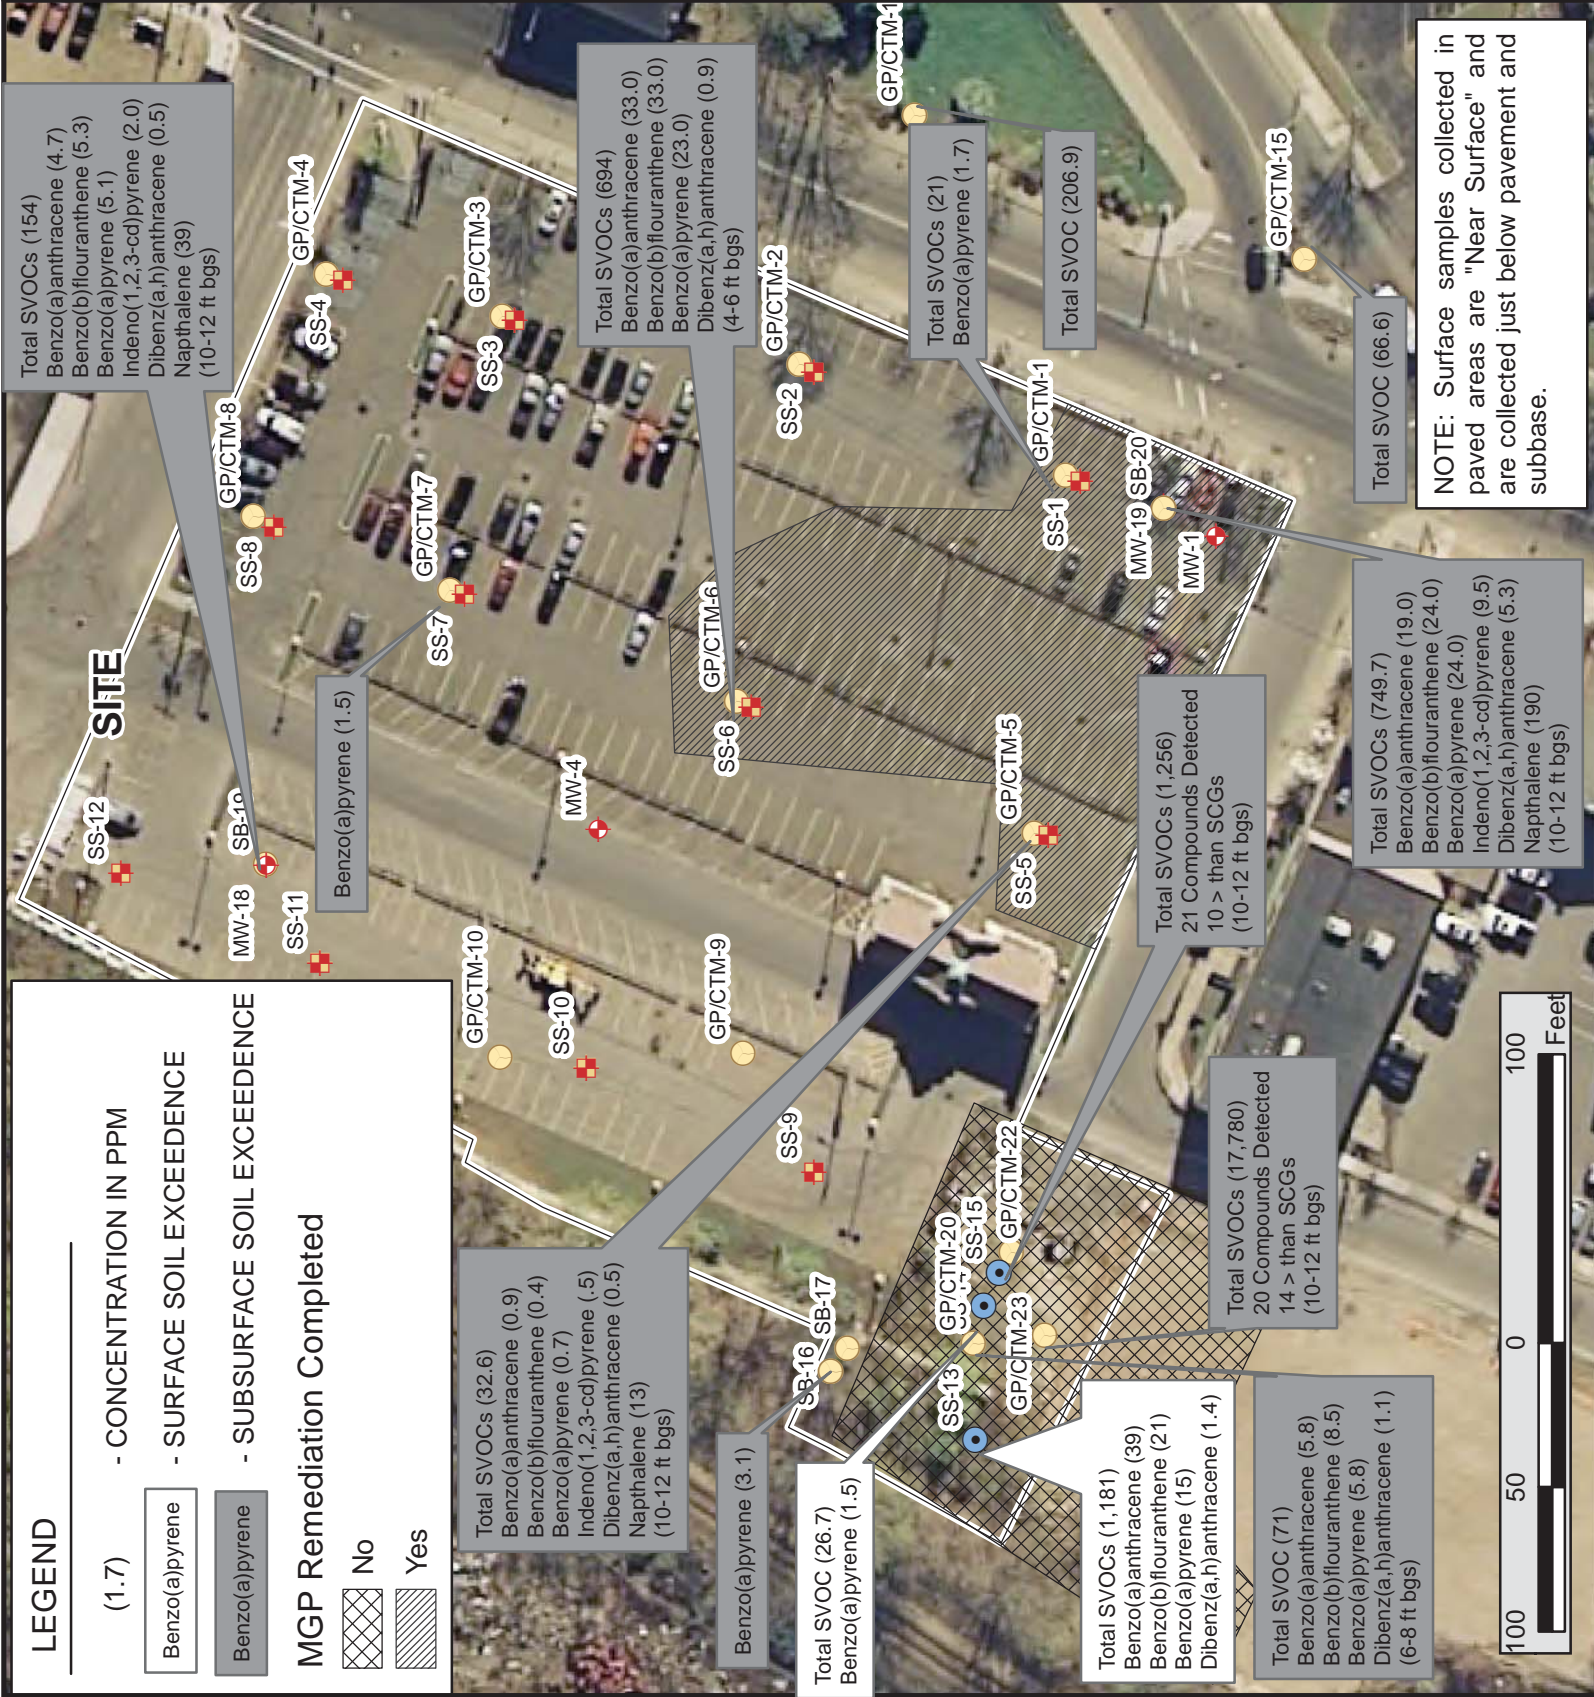 LEGEND
(1.7) - CONCENTRATION IN PPM
Benzo(a)pyrene - SURFACE SOIL EXCEEDENCE
Benzo(a)pyrene - SUBSURFACE SOIL EXCEEDENCE
MGP Remediation Completed
No
Yes
SITE
Total SVOCs (154)
Benzo(a)anthracene (4.7)
Benzo(b)flouranthene (5.3)
Benzo(a)pyrene (5.1)
Indeno(1,2,3-cd)pyrene (2.0)
Dibenz(a,h)anthracene (0.5)
Napthalene (39)
(10-12 ft bgs)
SS-12
MW-18
SB-19
SS-11
GP/CTM-8
SS-8
GP/CTM-4
SS-4
GP/CTM-3
SS-3
GP/CTM-7
SS-7
Benzo(a)pyrene (1.5)
GP/CTM-10
SS-10
MW-4
Total SVOCs (694)
Benzo(a)anthracene (33.0)
Benzo(b)flouranthene (33.0)
Benzo(a)pyrene (23.0)
Dibenz(a,h)anthracene (0.9)
(4-6 ft bgs)
GP/CTM-6
SS-6
GP/CTM-2
SS-2
GP/CTM-9
SS-9
Total SVOCs (32.6)
Benzo(a)anthracene (0.9)
Benzo(b)flouranthene (0.4)
Benzo(a)pyrene (0.7)
Indeno(1,2,3-cd)pyrene (.5)
Dibenz(a,h)anthracene (0.5)
Napthalene (13)
(10-12 ft bgs)
SB-16
SB-17
Benzo(a)pyrene (3.1)
Total SVOC (26.7)
Benzo(a)pyrene (1.5)
GP/CTM-1
Total SVOCs (21)
Benzo(a)pyrene (1.7)
Total SVOC (206.9)
GP/CTM-5
SS-5
GP/CTM-1
SS-1
SS-13
GP/CTM-20
SS-15
GP/CTM-22
GP/CTM-23
MW-19
SB-20
MW-1
Total SVOCs (1,181)
Benzo(a)anthracene (39)
Benzo(b)flouranthene (21)
Benzo(a)pyrene (15)
Dibenz(a,h)anthracene (1.4)
Total SVOCs (1,256)
21 Compounds Detected
10 > than SCGs
(10-12 ft bgs)
Total SVOCs (17,780)
20 Compounds Detected
14 > than SCGs
(10-12 ft bgs)
Total SVOC (71)
Benzo(a)anthracene (5.8)
Benzo(b)flouranthene (8.5)
Benzo(a)pyrene (5.8)
Dibenz(a,h)anthracene (1.1)
(6-8 ft bgs)
GP/CTM-15
Total SVOC (66.6)
Total SVOCs (749.7)
Benzo(a)anthracene (19.0)
Benzo(b)flouranthene (24.0)
Benzo(a)pyrene (24.0)
Indeno(1,2,3-cd)pyrene (9.5)
Dibenz(a,h)anthracene (5.3)
Napthalene (190)
(10-12 ft bgs)
NOTE: Surface samples collected in
paved areas are "Near Surface" and
are collected just below pavement and
subbase.
100 50 0 100
Feet